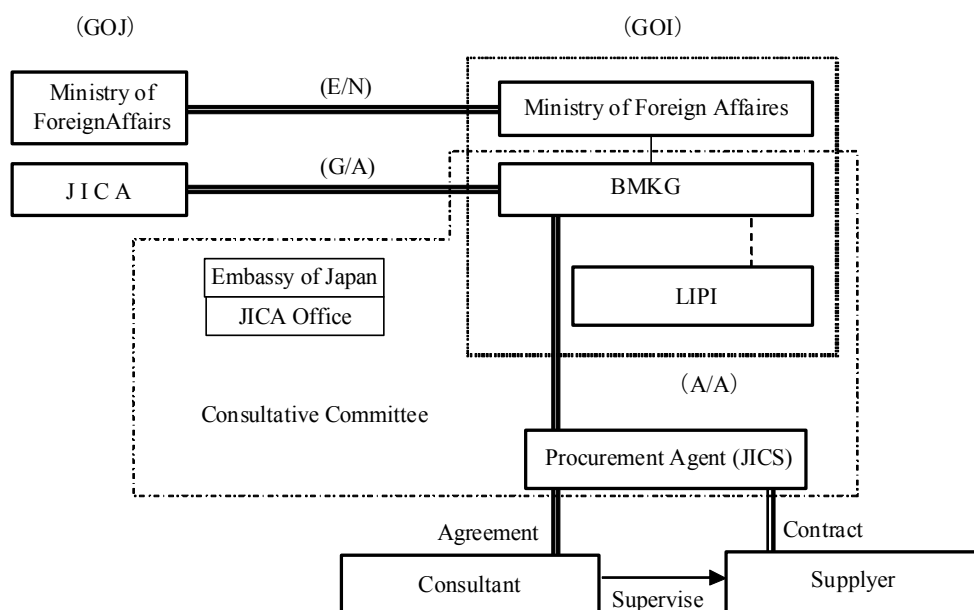 (GOJ)
(GOI)
Ministry of
ForeignAffairs
(E/N)
Ministry of Foreign Affaires
J I C A
(G/A)
BMKG
Embassy of Japan
JICA Office
LIPI
(A/A)
Consultative Committee
Procurement Agent (JICS)
Agreement
Contract
Consultant
Supervise
Supplyer